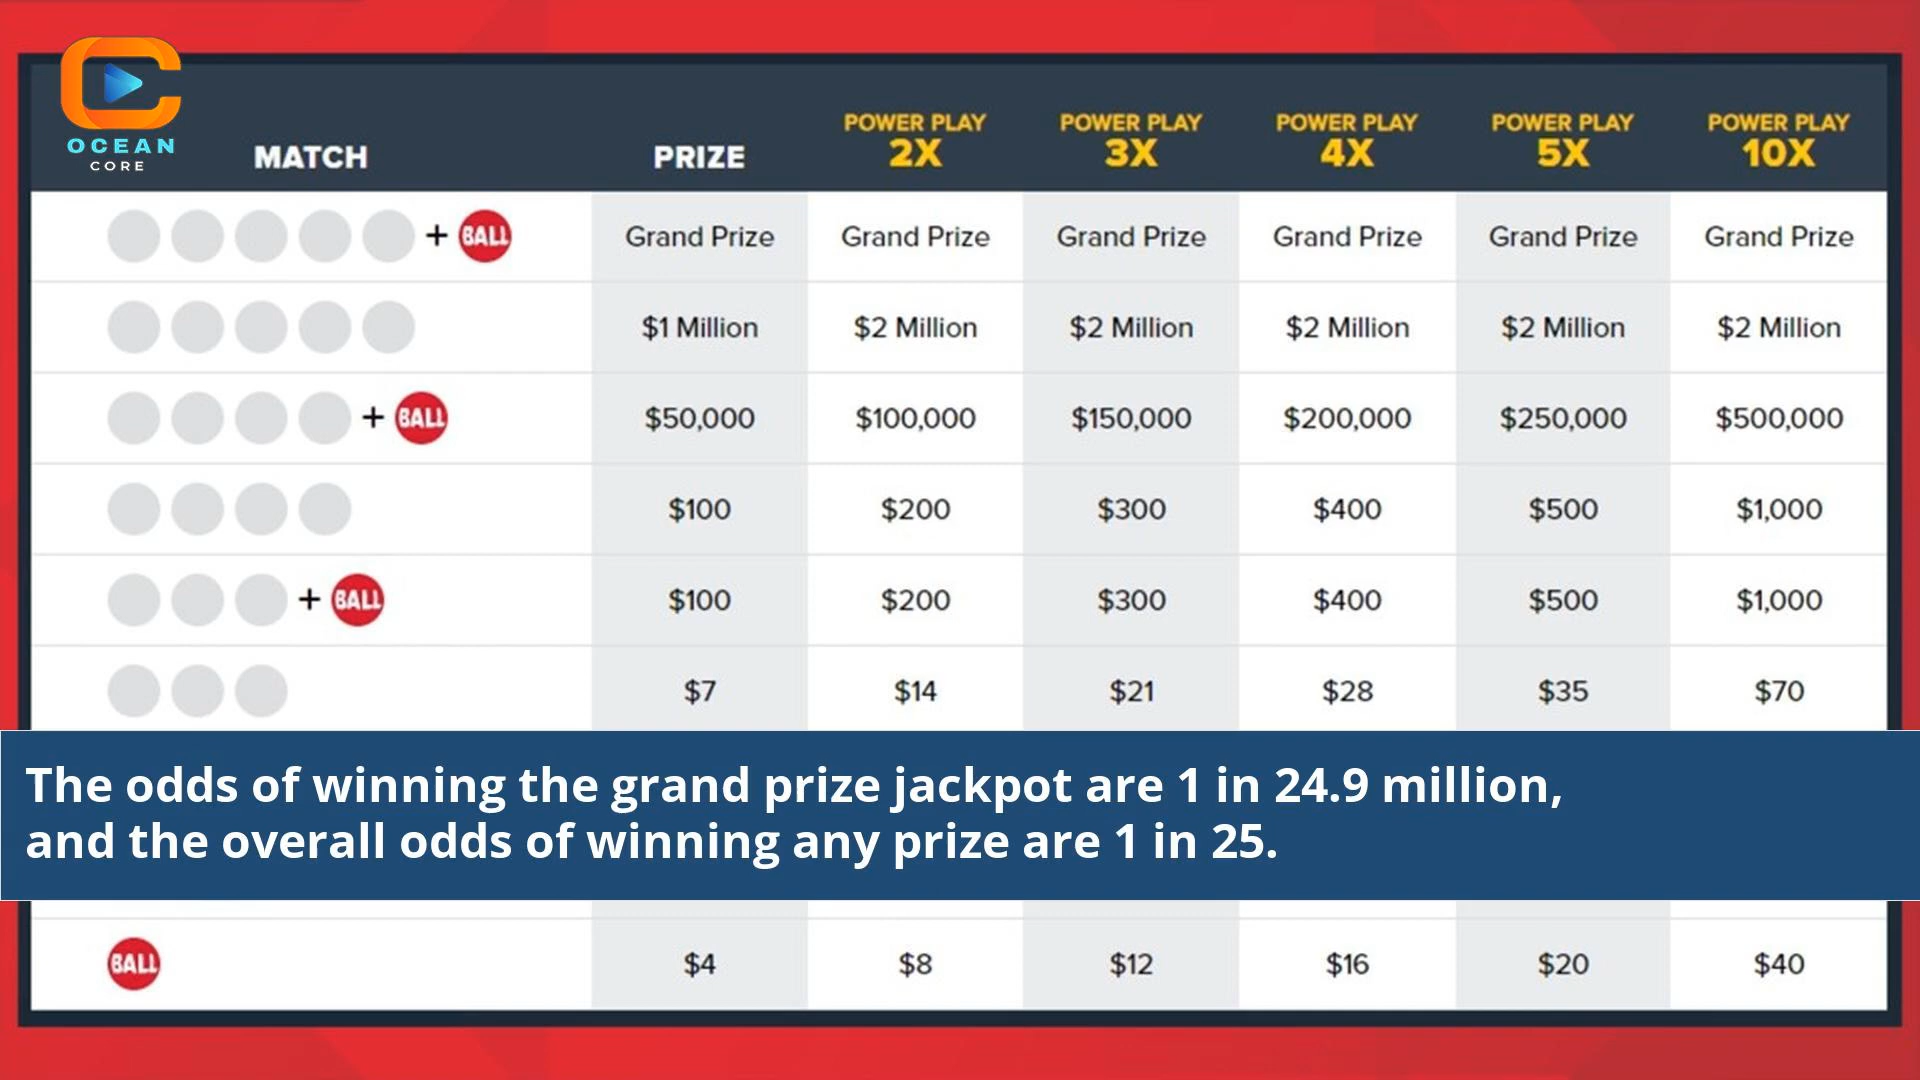 OCEAN
CORE
MATCH
PRIZE
POWER PLAY
2X
POWER PLAY
3X
POWER PLAY
4X
POWER PLAY
5X
POWER PLAY
10X
+ BALL
Grand Prize
Grand Prize
Grand Prize
Grand Prize
Grand Prize
Grand Prize
$1 Million
$2 Million
$2 Million
$2 Million
$2 Million
$2 Million
+ BALL
$50,000
$100,000
$150,000
$200,000
$250,000
$500,000
$100
$200
$300
$400
$500
$1,000
+ BALL
$100
$200
$300
$400
$500
$1,000
$7
$14
$21
$28
$35
$70
The odds of winning the grand prize jackpot are 1 in 24.9 million,
and the overall odds of winning any prize are 1 in 25.
BALL
$4
$8
$12
$16
$20
$40